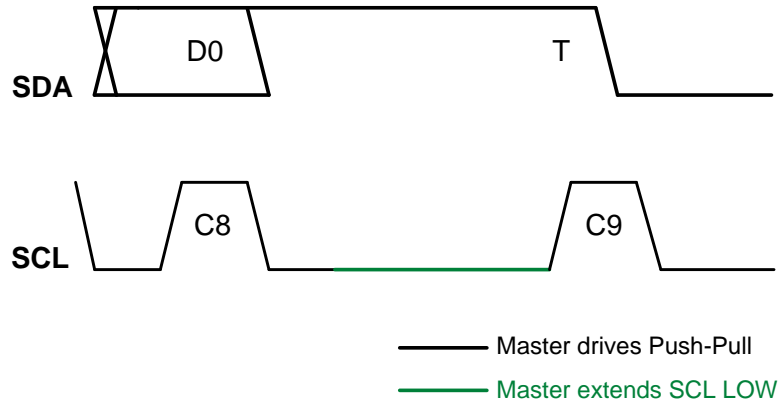 D0
T
SDA
C8
C9
SCL
Master drives Push-Pull
Master extends SCL LOW